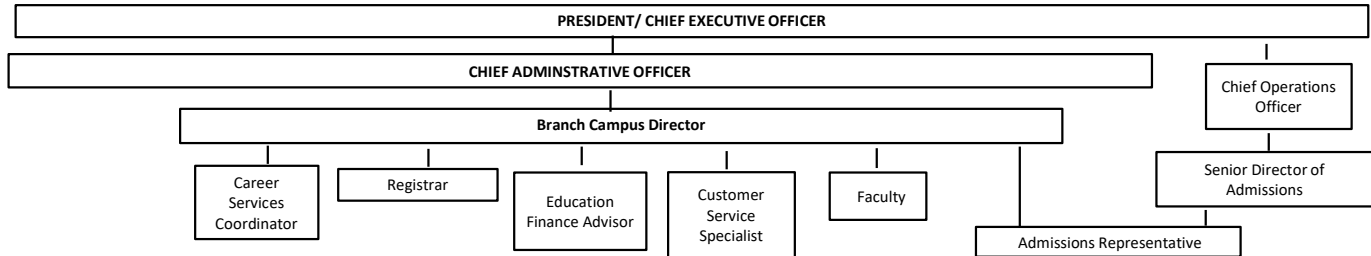 PRESIDENT/ CHIEF EXECUTIVE OFFICER
CHIEF ADMINSTRATIVE OFFICER
Chief Operations
Officer
Branch Campus Director
Career
Services
Coordinator
Registrar
Education
Finance Advisor
Customer
Service
Specialist
Faculty
Senior Director of
Admissions
Admissions Representative